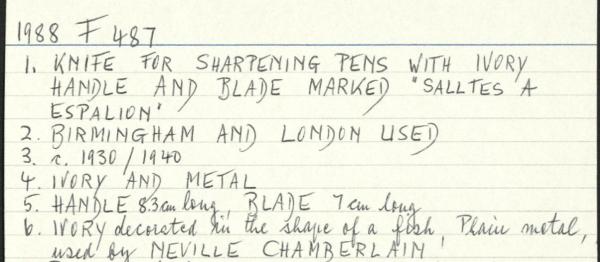 1988 F 487
1. KNIFE FOR SHARPENING PENS WITH IVORY
HANDLE AND BLADE MARKED "SALLTES A
ESPALION"
2. BIRMINGHAM AND LONDON USED
3. c. 1930/1940
4. IVORY AND METAL
5. HANDLE 8.3cm long, BLADE 7cm long
6. IVORY decorated in the shape of a fish, Plain metal,
used by NEVILLE CHAMBERLAIN